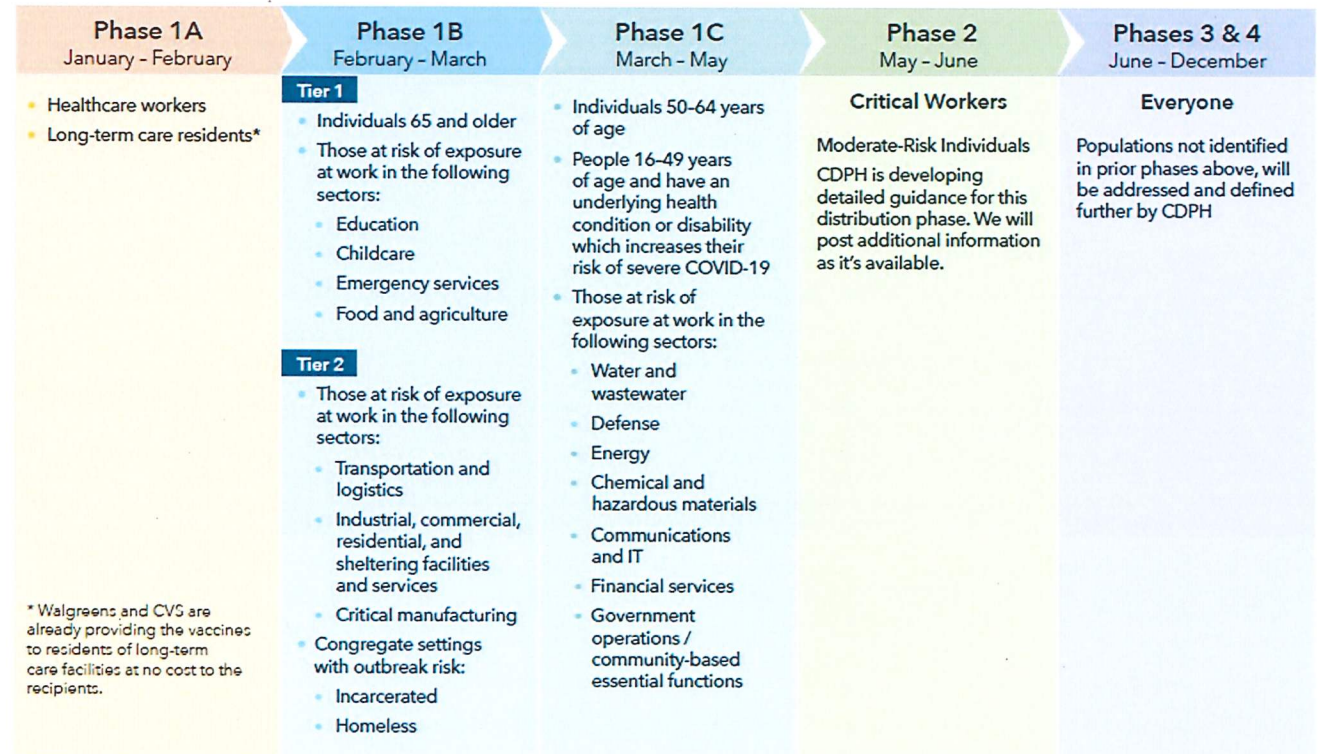 Phase 1A
January – February
• Healthcare workers
• Long-term care residents*
* Walgreens and CVS are
already providing the vaccines
to residents of long-term
care facilities at no cost to the
recipients.
Phase 1B
February – March
Tier 1
• Individuals 65 and older
• Those at risk of exposure
at work in the following
sectors:
• Education
• Childcare
• Emergency services
• Food and agriculture
Tier 2
• Those at risk of exposure
at work in the following
sectors:
• Transportation and
logistics
• Industrial, commercial,
residential, and
sheltering facilities
and services
• Critical manufacturing
• Congregate settings
with outbreak risk:
• Incarcerated
• Homeless
Phase 1C
March – May
• Individuals 50–64 years
of age
• People 16–49 years
of age and have an
underlying health
condition or disability
which increases their
risk of severe COVID-19
• Those at risk of
exposure at work in the
following sectors:
• Water and
wastewater
• Defense
• Energy
• Chemical and
hazardous materials
• Communications
and IT
• Financial services
• Government
operations /
community-based
essential functions
Phase 2
May – June
Critical Workers
Moderate-Risk Individuals
CDPH is developing
detailed guidance for this
distribution phase. We will
post additional information
as it's available.
Phases 3 & 4
June – December
Everyone
Populations not identified
in prior phases above, will
be addressed and defined
further by CDPH